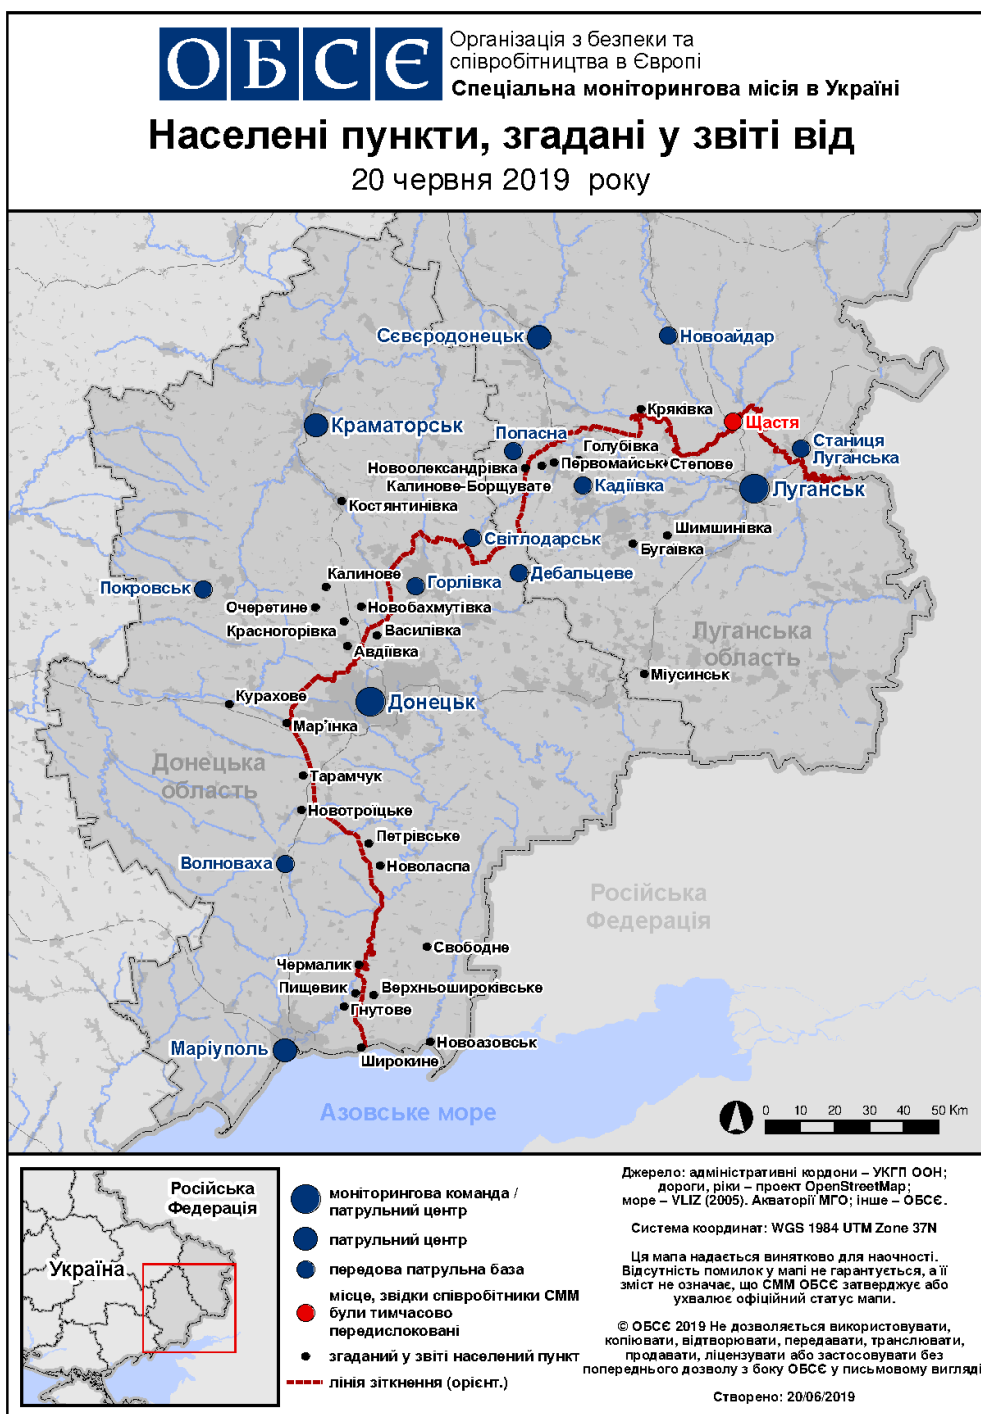 ОБСЄ
Організація з безпеки та
співробітництва в Європі
Спеціальна моніторингова місія в Україні
Населені пункти, згадані у звіті від
20 червня 2019 року
Сєвєродонецьк
Новоайдар
Кряківка
Щастя
Краматорськ
Попасна
Голубівка
Станиця
Луганська
Новоолександрівка
Первомайськ
Степове
Калинове-Борщувате
Кадіївка
Луганськ
Костянтинівка
Шимшинівка
Світлодарськ
Бугаївка
Калинове
Дебальцеве
Покровськ
Горлівка
Очеретине
Новобахмутівка
Красногорівка
Василівка
Луганська
область
Авдіївка
Міусинськ
Курахове
Донецьк
Мар'їнка
Донецька
область
Тарамчук
Новотроїцьке
Петрівське
Волноваха
Новоласпа
Російська
Федерація
Свободне
Чермалик
Пищевик
Верхньошироківське
Гнутове
Маріуполь
Новоазовськ
Широкине
Азовське море
0 10 20 30 40 50 Км
Російська
Федерація
Україна
моніторингова команда /
патрульний центр
патрульний центр
передова патрульна база
місце, звідки співробітники СММ
були тимчасово
передислоковані
згаданий у звіті населений пункт
лінія зіткнення (орієнт.)
Джерело: адміністративні кордони – УКГП ООН;
дороги, ріки – проект OpenStreetMap;
море – VLIZ (2005). Акваторії МГО; інше – ОБСЄ.
Система координат: WGS 1984 UTM Zone 37N
Ця мапа надається винятково для наочності.
Відсутність помилок у мапі не гарантується, а її
зміст не означає, що СММ ОБСЄ затверджує або
ухвалює офіційний статус мапи.
© ОБСЄ 2019 Не дозволяється використовувати,
копіювати, відтворювати, передавати, транслювати,
продавати, ліцензувати або застосовувати без
попереднього дозволу з боку ОБСЄ у письмовому вигляді
Створено: 20/06/2019